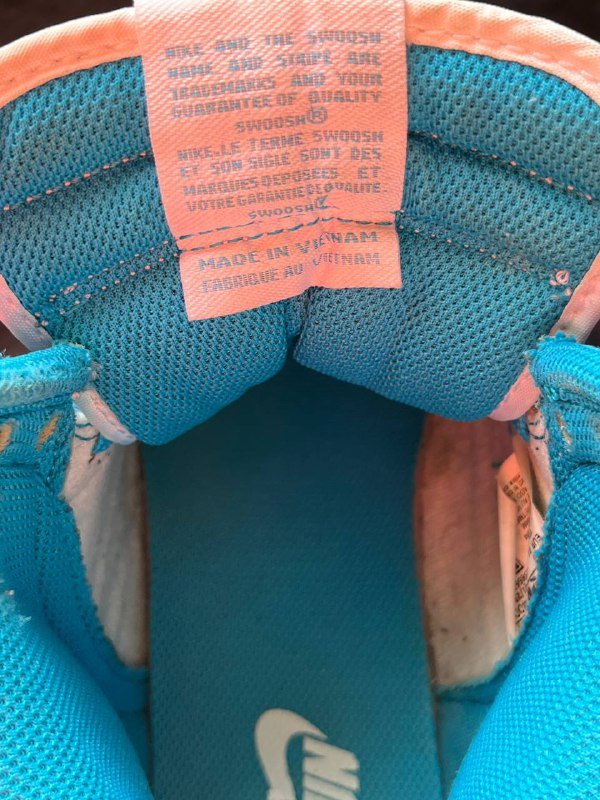 NIKE AND THE SWOOSH
NAME AND STRIPE ARE
TRADEMARKS AND YOUR
GUARANTEE OF QUALITY
SWOOSH®
NIKE.LE TERME SWOOSH
ET SON SIGLE SONT DES
MARQUES DEPOSEES ET
VOTRE GARANTIE DE QUALITE.
SWOOSH
MADE IN VIETNAM
FABRIQUE AU VIETNAM
NIK